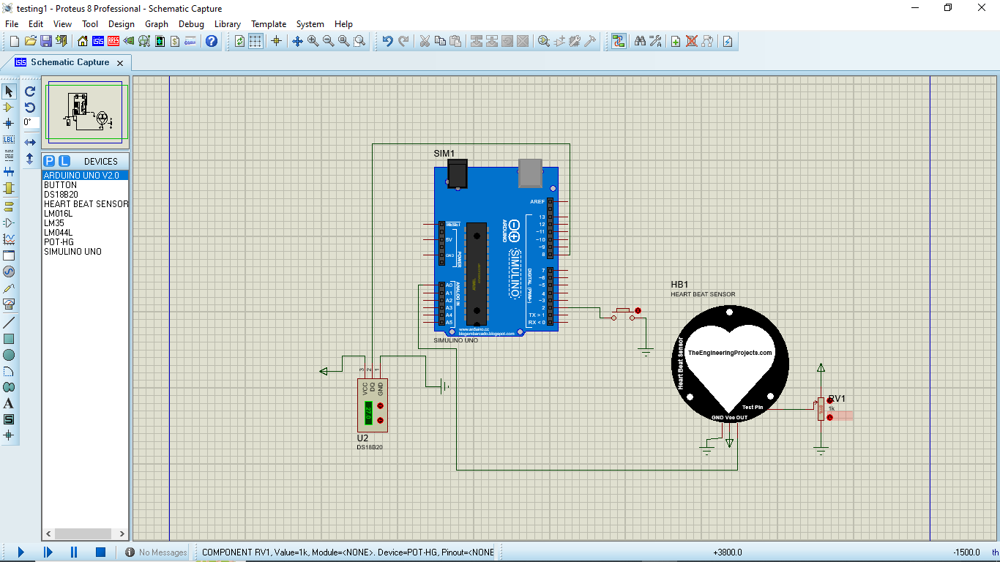 testing1 - Proteus 8 Professional - Schematic Capture
File Edit View Tool Design Graph Debug Library Template System Help
Schematic Capture
0°
LBL
P L DEVICES
ARDUINO UNO V2.0
BUTTON
DS18B20
HEART BEAT SENSOR
LM016L
LM35
LM044L
POT-HG
SIMULINO UNO
SIM1
AREF
RESET
5V
GND
POWER
ANALOG IN
A0
A1
A2
A3
A4
A5
13
12
~11
~10
~9
8
7
~6
~5
4
~3
2
TX > 1
RX < 0
DIGITAL (PWM~)
ARDUINO
SIMULINO
www.arduino.cc
blogembarcado.blogspot.com
SIMULINO UNO
HB1
HEART BEAT SENSOR
TheEngineeringProjects.com
Heart Beat Sensor
Test Pin
GND Vcc OUT
RV1
1k
3 2 1
VCC
DQ
GND
27.0
U2
DS18B20
No Messages
COMPONENT RV1, Value=1k, Module=<NONE>. Device=POT-HG, Pinout=<NONE
+3800.0
-1500.0
th